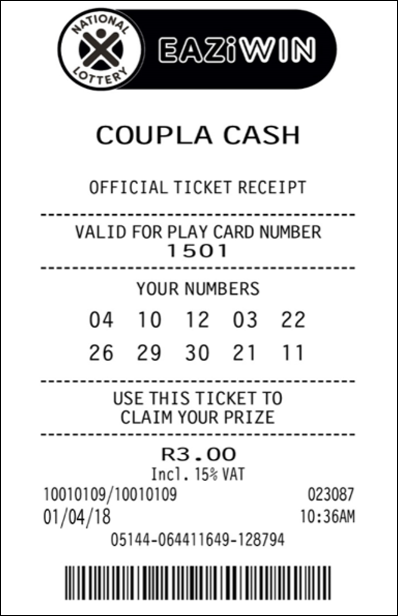 NATIONAL
LOTTERY
EAZiWIN
COUPLA CASH
OFFICIAL TICKET RECEIPT
VALID FOR PLAY CARD NUMBER
1501
YOUR NUMBERS
04 10 12 03 22
26 29 30 21 11
USE THIS TICKET TO
CLAIM YOUR PRIZE
R3.00
Incl. 15% VAT
10010109/10010109 023087
01/04/18 10:36AM
05144-064411649-128794